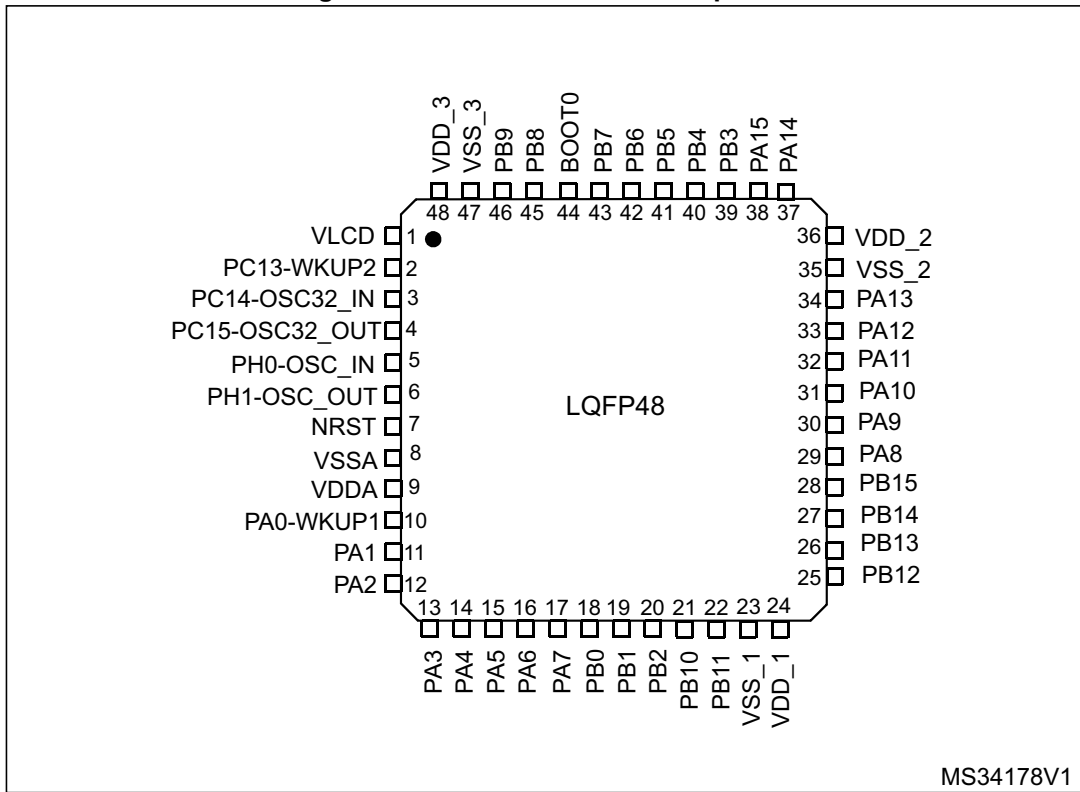 VDD_3
VSS_3
PB9
PB8
BOOT0
PB7
PB6
PB5
PB4
PB3
PA15
PA14
48 47 46 45 44 43 42 41 40 39 38 37
VLCD 1
PC13-WKUP2 2
PC14-OSC32_IN 3
PC15-OSC32_OUT 4
PH0-OSC_IN 5
PH1-OSC_OUT 6
NRST 7
VSSA 8
VDDA 9
PA0-WKUP1 10
PA1 11
PA2 12
LQFP48
36 VDD_2
35 VSS_2
34 PA13
33 PA12
32 PA11
31 PA10
30 PA9
29 PA8
28 PB15
27 PB14
26 PB13
25 PB12
13 14 15 16 17 18 19 20 21 22 23 24
PA3
PA4
PA5
PA6
PA7
PB0
PB1
PB2
PB10
PB11
VSS_1
VDD_1
MS34178V1